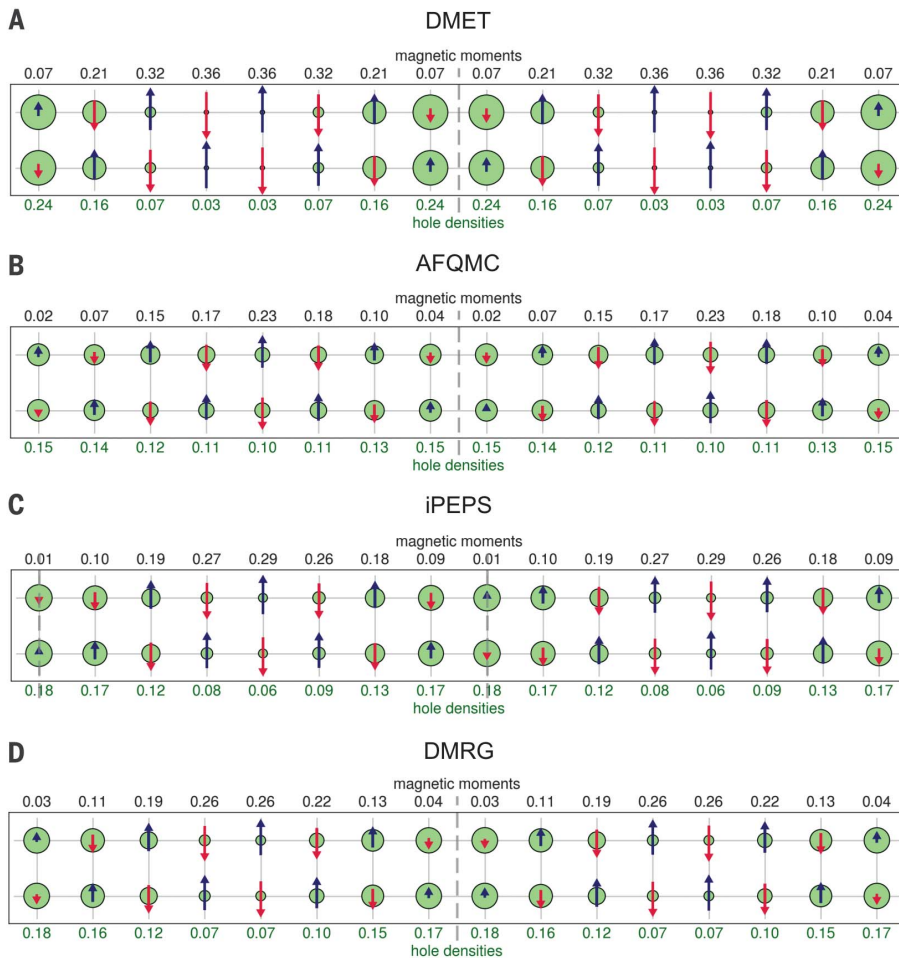 A
DMET
magnetic moments
0.07 0.21 0.32 0.36 0.36 0.32 0.21 0.07 0.07 0.21 0.32 0.36 0.36 0.32 0.21 0.07
0.24 0.16 0.07 0.03 0.03 0.07 0.16 0.24 0.24 0.16 0.07 0.03 0.03 0.07 0.16 0.24
hole densities
B
AFQMC
magnetic moments
0.02 0.07 0.15 0.17 0.23 0.18 0.10 0.04 0.02 0.07 0.15 0.17 0.23 0.18 0.10 0.04
0.15 0.14 0.12 0.11 0.10 0.11 0.13 0.15 0.15 0.14 0.12 0.11 0.10 0.11 0.13 0.15
hole densities
C
iPEPS
magnetic moments
0.01 0.10 0.19 0.27 0.29 0.26 0.18 0.09 0.01 0.10 0.19 0.27 0.29 0.26 0.18 0.09
0.18 0.17 0.12 0.08 0.06 0.09 0.13 0.17 0.18 0.17 0.12 0.08 0.06 0.09 0.13 0.17
hole densities
D
DMRG
magnetic moments
0.03 0.11 0.19 0.26 0.26 0.22 0.13 0.04 0.03 0.11 0.19 0.26 0.26 0.22 0.13 0.04
0.18 0.16 0.12 0.07 0.07 0.10 0.15 0.17 0.18 0.16 0.12 0.07 0.07 0.10 0.15 0.17
hole densities